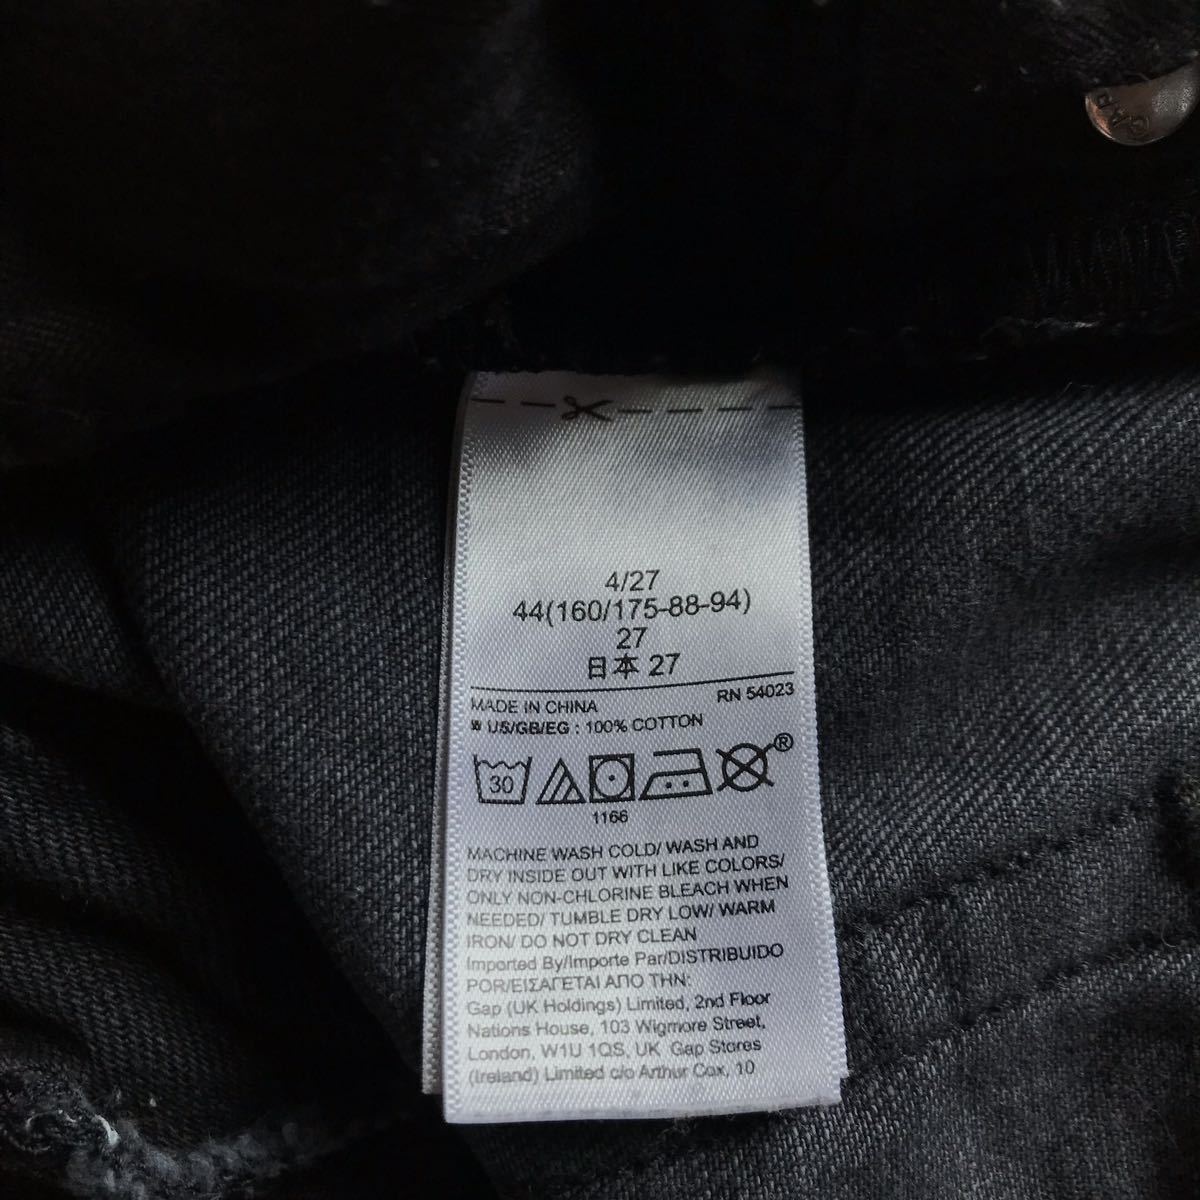 GAP
4/27
44(160/175-88-94)
27
日本 27
RN 54023
MADE IN CHINA
US/GB/EG : 100% COTTON
30
®
1166
MACHINE WASH COLD/ WASH AND
DRY INSIDE OUT WITH LIKE COLORS/
ONLY NON-CHLORINE BLEACH WHEN
NEEDED/ TUMBLE DRY LOW/ WARM
IRON/ DO NOT DRY CLEAN
Imported By/Importe Par/DISTRIBUIDO
POR/ΕΙΣΑΓΕΤΑΙ ΑΠΟ ΤΗΝ:
Gap (UK Holdings) Limited, 2nd Floor
Nations House, 103 Wigmore Street,
London, W1U 1QS, UK Gap Stores
(Ireland) Limited c/o Arthur Cox, 10